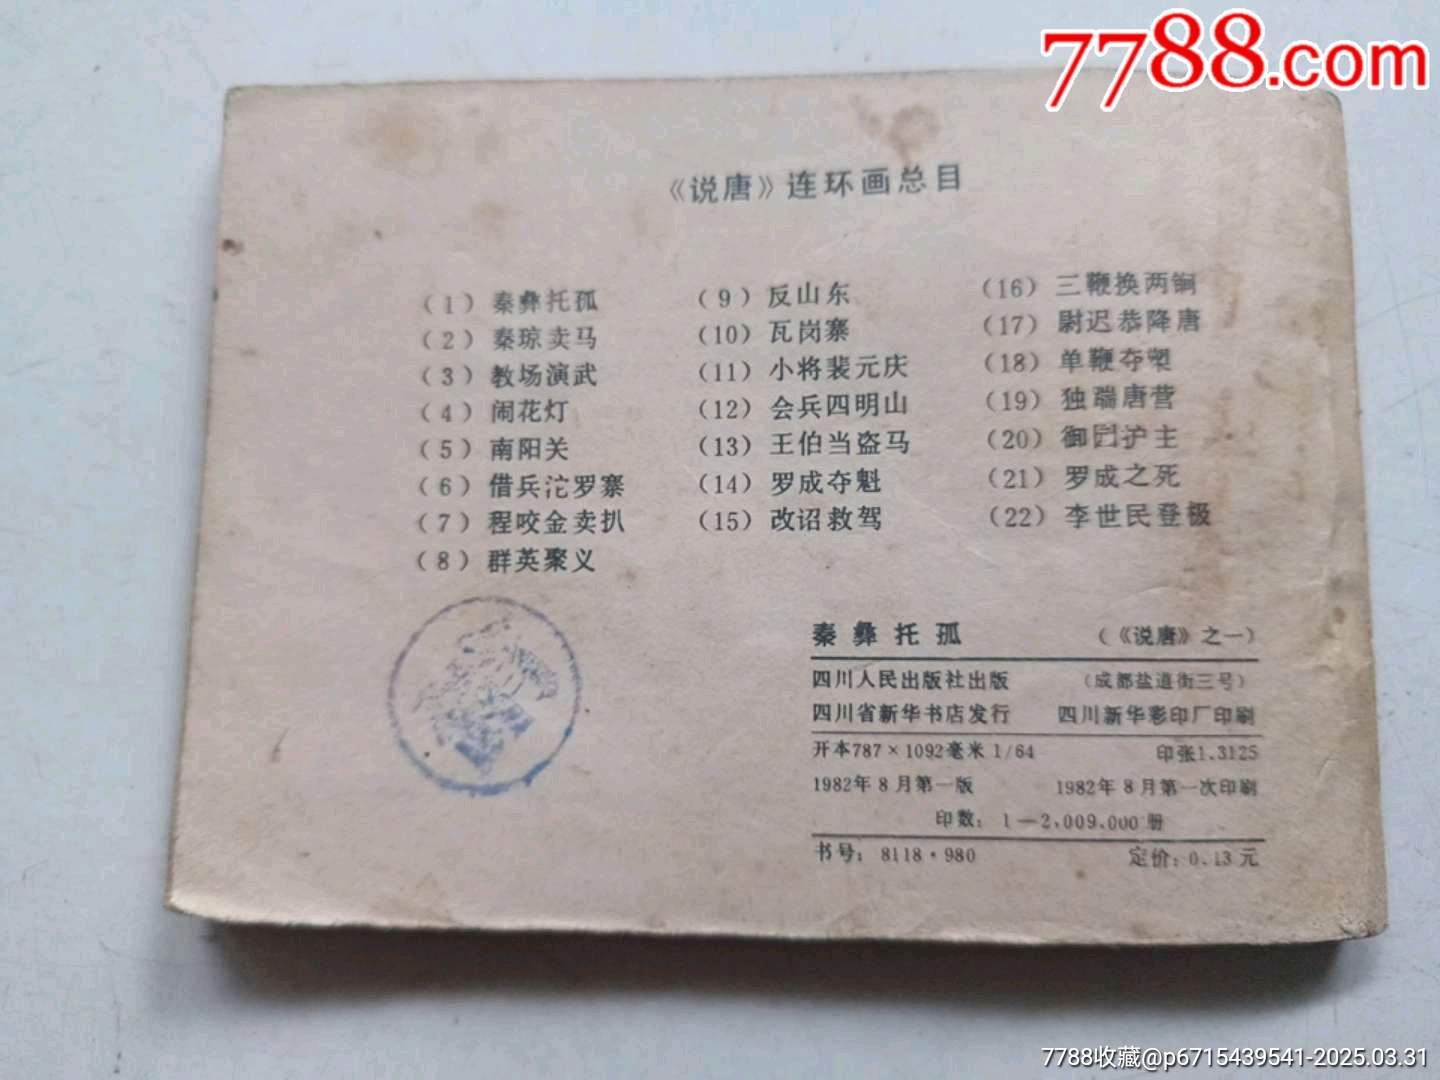 7788.com
《说唐》连环画总目
(1) 秦彝托孤
(2) 秦琼卖马
(3) 教场演武
(4) 闹花灯
(5) 南阳关
(6) 借兵沱罗寨
(7) 程咬金卖扒
(8) 群英聚义
(9) 反山东
(10) 瓦岗寨
(11) 小将裴元庆
(12) 会兵四明山
(13) 王伯当盗马
(14) 罗成夺魁
(15) 改诏救驾
(16) 三鞭换两锏
(17) 尉迟恭降唐
(18) 单鞭夺槊
(19) 独踹唐营
(20) 御园护主
(21) 罗成之死
(22) 李世民登极
秦彝托孤 (《说唐》之一)
四川人民出版社出版 (成都盐道街三号)
四川省新华书店发行 四川新华彩印厂印刷
开本787×1092毫米 1/64 印张1.3125
1982年8月第一版 1982年8月第一次印刷
印数：1—2,009,000册
书号：8118·980 定价：0.13元
7788收藏@p6715439541-2025.03.31